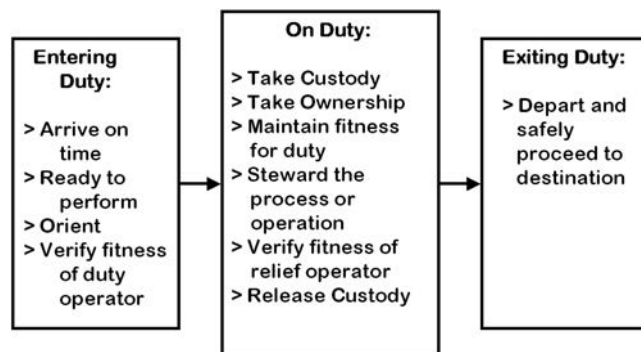 Entering
Duty:
> Arrive on
time
> Ready to
perform
> Orient
> Verify fitness
of duty
operator
On Duty:
> Take Custody
> Take Ownership
> Maintain fitness
for duty
> Steward the
process or
operation
> Verify fitness of
relief operator
> Release Custody
Exiting Duty:
> Depart and
safely
proceed to
destination